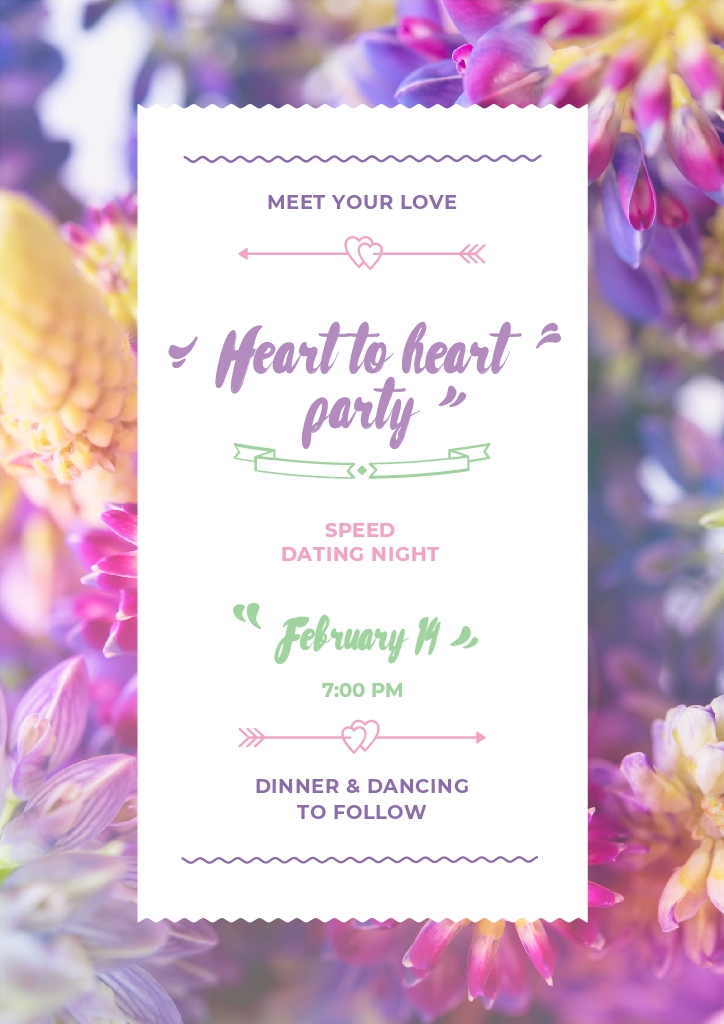 MEET YOUR LOVE
Heart to heart
party
SPEED
DATING NIGHT
February 14
7:00 PM
DINNER & DANCING
TO FOLLOW